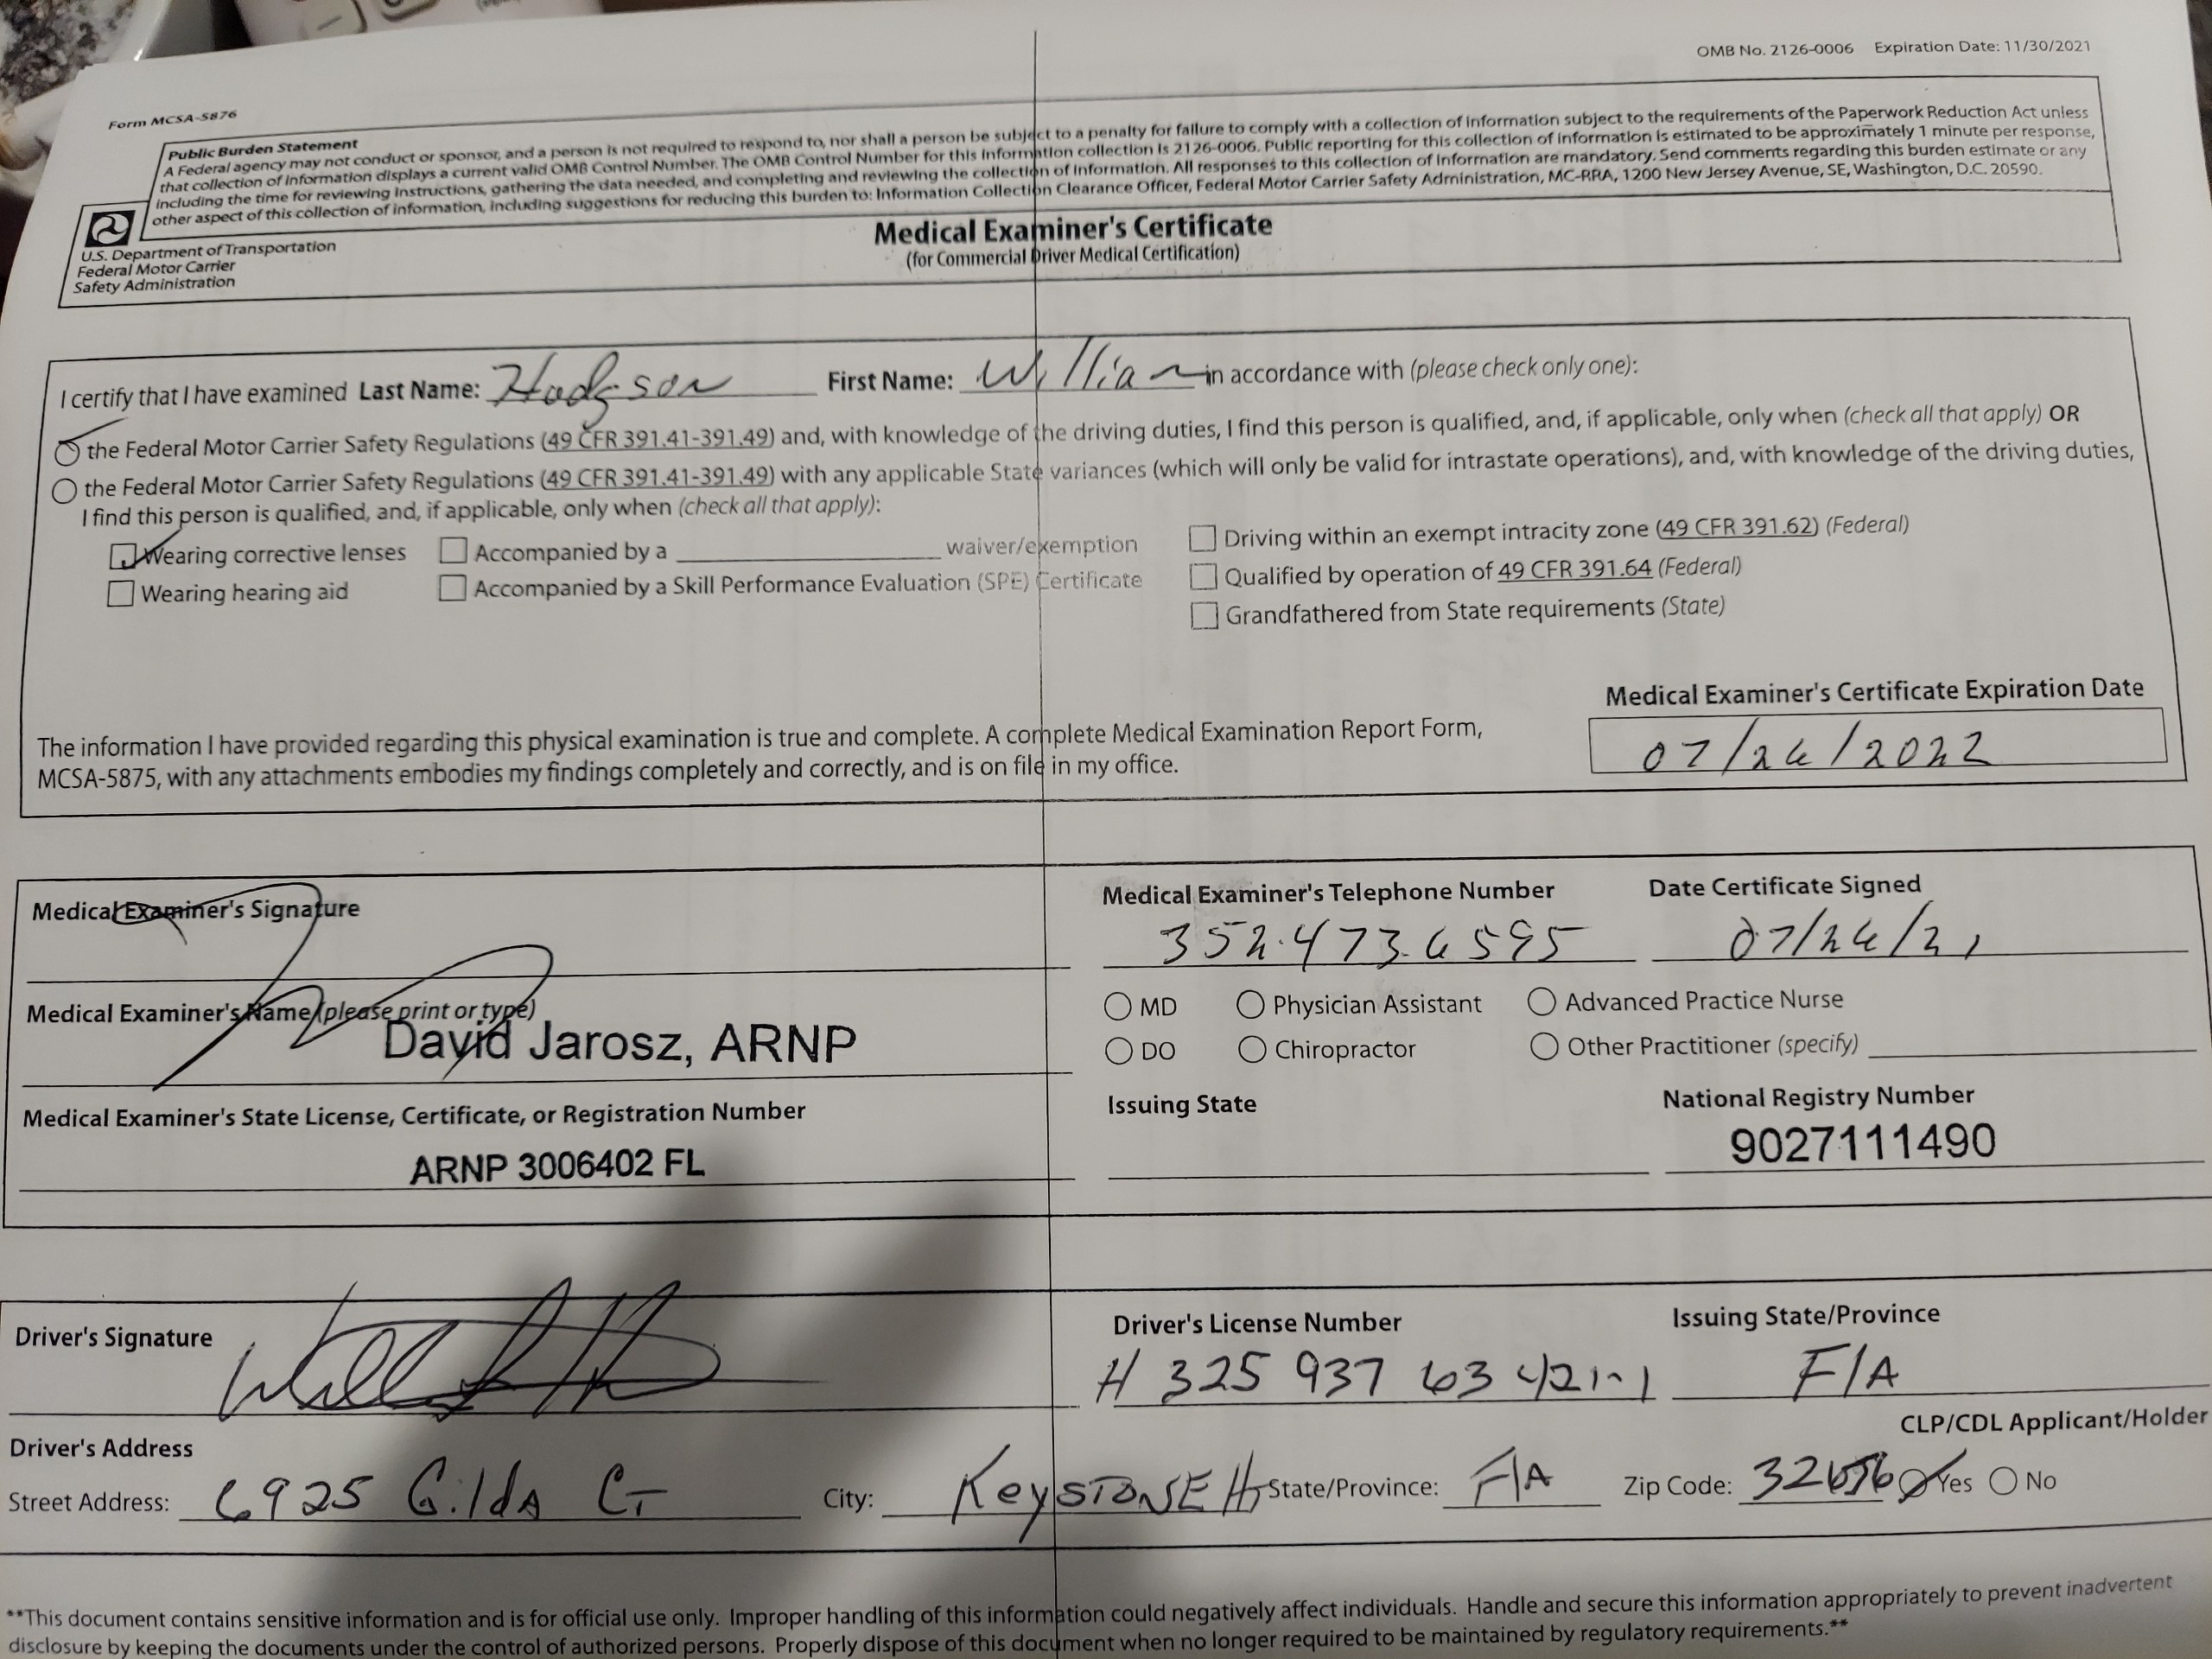 OMB No. 2126-0006 Expiration Date: 11/30/2021
Form MCSA-5876
Public Burden Statement
A Federal agency may not conduct or sponsor, and a person is not required to respond to, nor shall a person be subject to a penalty for failure to comply with a collection of information subject to the requirements of the Paperwork Reduction Act unless
that collection of information displays a current valid OMB Control Number. The OMB Control Number for this information collection is 2126-0006. Public reporting for this collection of information is estimated to be approximately 1 minute per response,
including the time for reviewing instructions, gathering the data needed, and completing and reviewing the collection of information. All responses to this collection of information are mandatory. Send comments regarding this burden estimate or any
other aspect of this collection of information, including suggestions for reducing this burden to: Information Collection Clearance Officer, Federal Motor Carrier Safety Administration, MC-RRA, 1200 New Jersey Avenue, SE, Washington, D.C. 20590.
U.S. Department of Transportation
Federal Motor Carrier
Safety Administration
Medical Examiner's Certificate
(for Commercial Driver Medical Certification)
I certify that I have examined Last Name: Hodgson First Name: William in accordance with (please check only one):
the Federal Motor Carrier Safety Regulations (49 CFR 391.41-391.49) and, with knowledge of the driving duties, I find this person is qualified, and, if applicable, only when (check all that apply) OR
the Federal Motor Carrier Safety Regulations (49 CFR 391.41-391.49) with any applicable State variances (which will only be valid for intrastate operations), and, with knowledge of the driving duties,
I find this person is qualified, and, if applicable, only when (check all that apply):
Wearing corrective lenses Accompanied by a waiver/exemption Driving within an exempt intracity zone (49 CFR 391.62) (Federal)
Wearing hearing aid Accompanied by a Skill Performance Evaluation (SPE) Certificate Qualified by operation of 49 CFR 391.64 (Federal)
Grandfathered from State requirements (State)
Medical Examiner's Certificate Expiration Date
The information I have provided regarding this physical examination is true and complete. A complete Medical Examination Report Form,
MCSA-5875, with any attachments embodies my findings completely and correctly, and is on file in my office.
07/26/2022
Medical Examiner's Signature Medical Examiner's Telephone Number Date Certificate Signed
352.473.6595 07/26/21
Medical Examiner's Name (please print or type)
David Jarosz, ARNP
MD Physician Assistant Advanced Practice Nurse
DO Chiropractor Other Practitioner (specify)
Medical Examiner's State License, Certificate, or Registration Number Issuing State National Registry Number
ARNP 3006402 FL 9027111490
Driver's Signature Driver's License Number Issuing State/Province
H 325 937 63 FlA
CLP/CDL Applicant/Holder
Driver's Address
Street Address: 6925 Gilda CT City: KeySTONE Hts State/Province: FlA Zip Code: 32656 Yes No
**This document contains sensitive information and is for official use only. Improper handling of this information could negatively affect individuals. Handle and secure this information appropriately to prevent inadvertent
disclosure by keeping the documents under the control of authorized persons. Properly dispose of this document when no longer required to be maintained by regulatory requirements.**